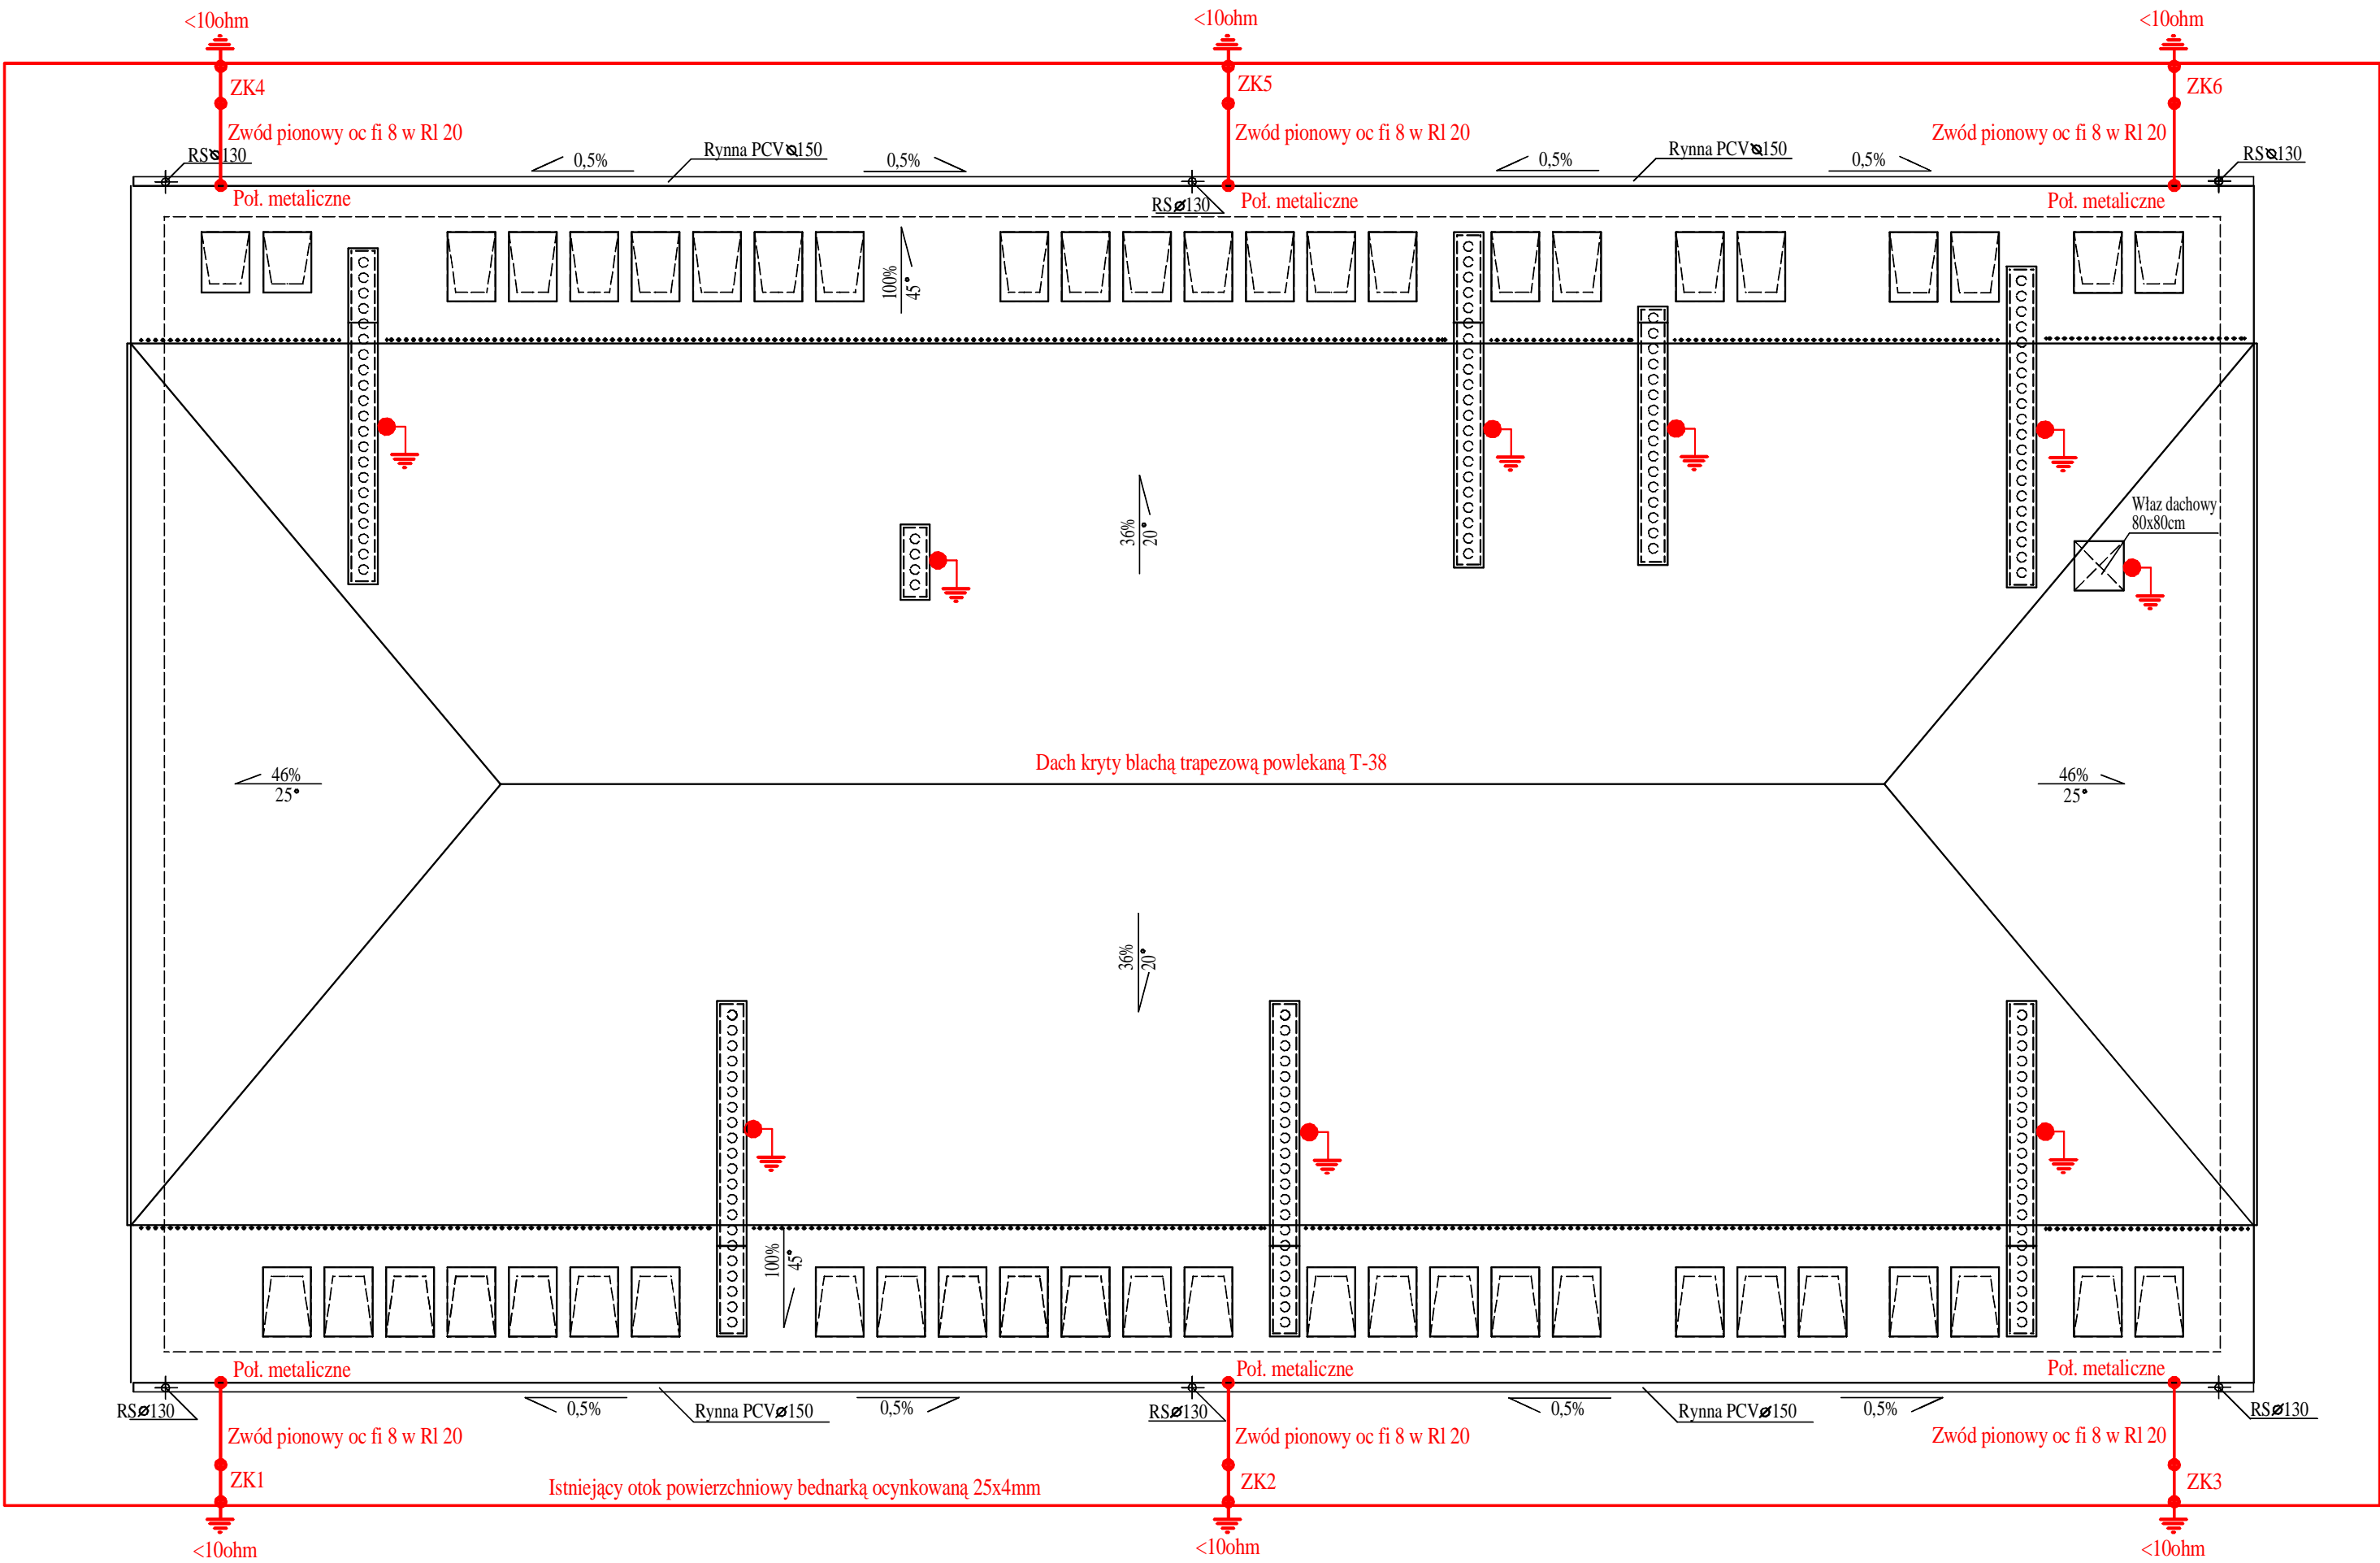 <10ohm
<10ohm
<10ohm
ZK4
ZK5
ZK6
Zwód pionowy oc fi 8 w Rl 20
Zwód pionowy oc fi 8 w Rl 20
Zwód pionowy oc fi 8 w Rl 20
RSø130
0,5%
Rynna PCVø150
0,5%
0,5%
Rynna PCVø150
0,5%
RSø130
Poł. metaliczne
RSø130
Poł. metaliczne
Poł. metaliczne
100%
45°
36%
20°
Właz dachowy
80x80cm
Dach kryty blachą trapezową powlekaną T-38
46%
25°
46%
25°
36%
20°
100%
45°
Poł. metaliczne
Poł. metaliczne
Poł. metaliczne
RSø130
0,5%
Rynna PCVø150
0,5%
RSø130
0,5%
Rynna PCVø150
0,5%
RSø130
Zwód pionowy oc fi 8 w Rl 20
Zwód pionowy oc fi 8 w Rl 20
Zwód pionowy oc fi 8 w Rl 20
ZK1
Istniejący otok powierzchniowy bednarką ocynkowaną 25x4mm
ZK2
ZK3
<10ohm
<10ohm
<10ohm